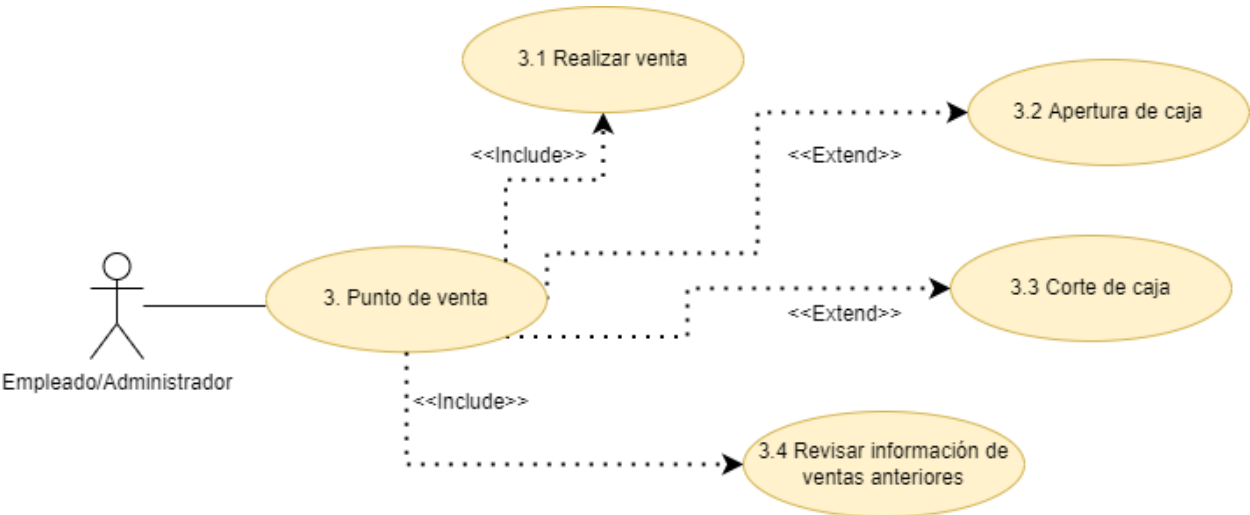 3.1 Realizar venta
3.2 Apertura de caja
<<Include>>
<<Extend>>
3. Punto de venta
3.3 Corte de caja
<<Extend>>
Empleado/Administrador
<<Include>>
3.4 Revisar información de
ventas anteriores